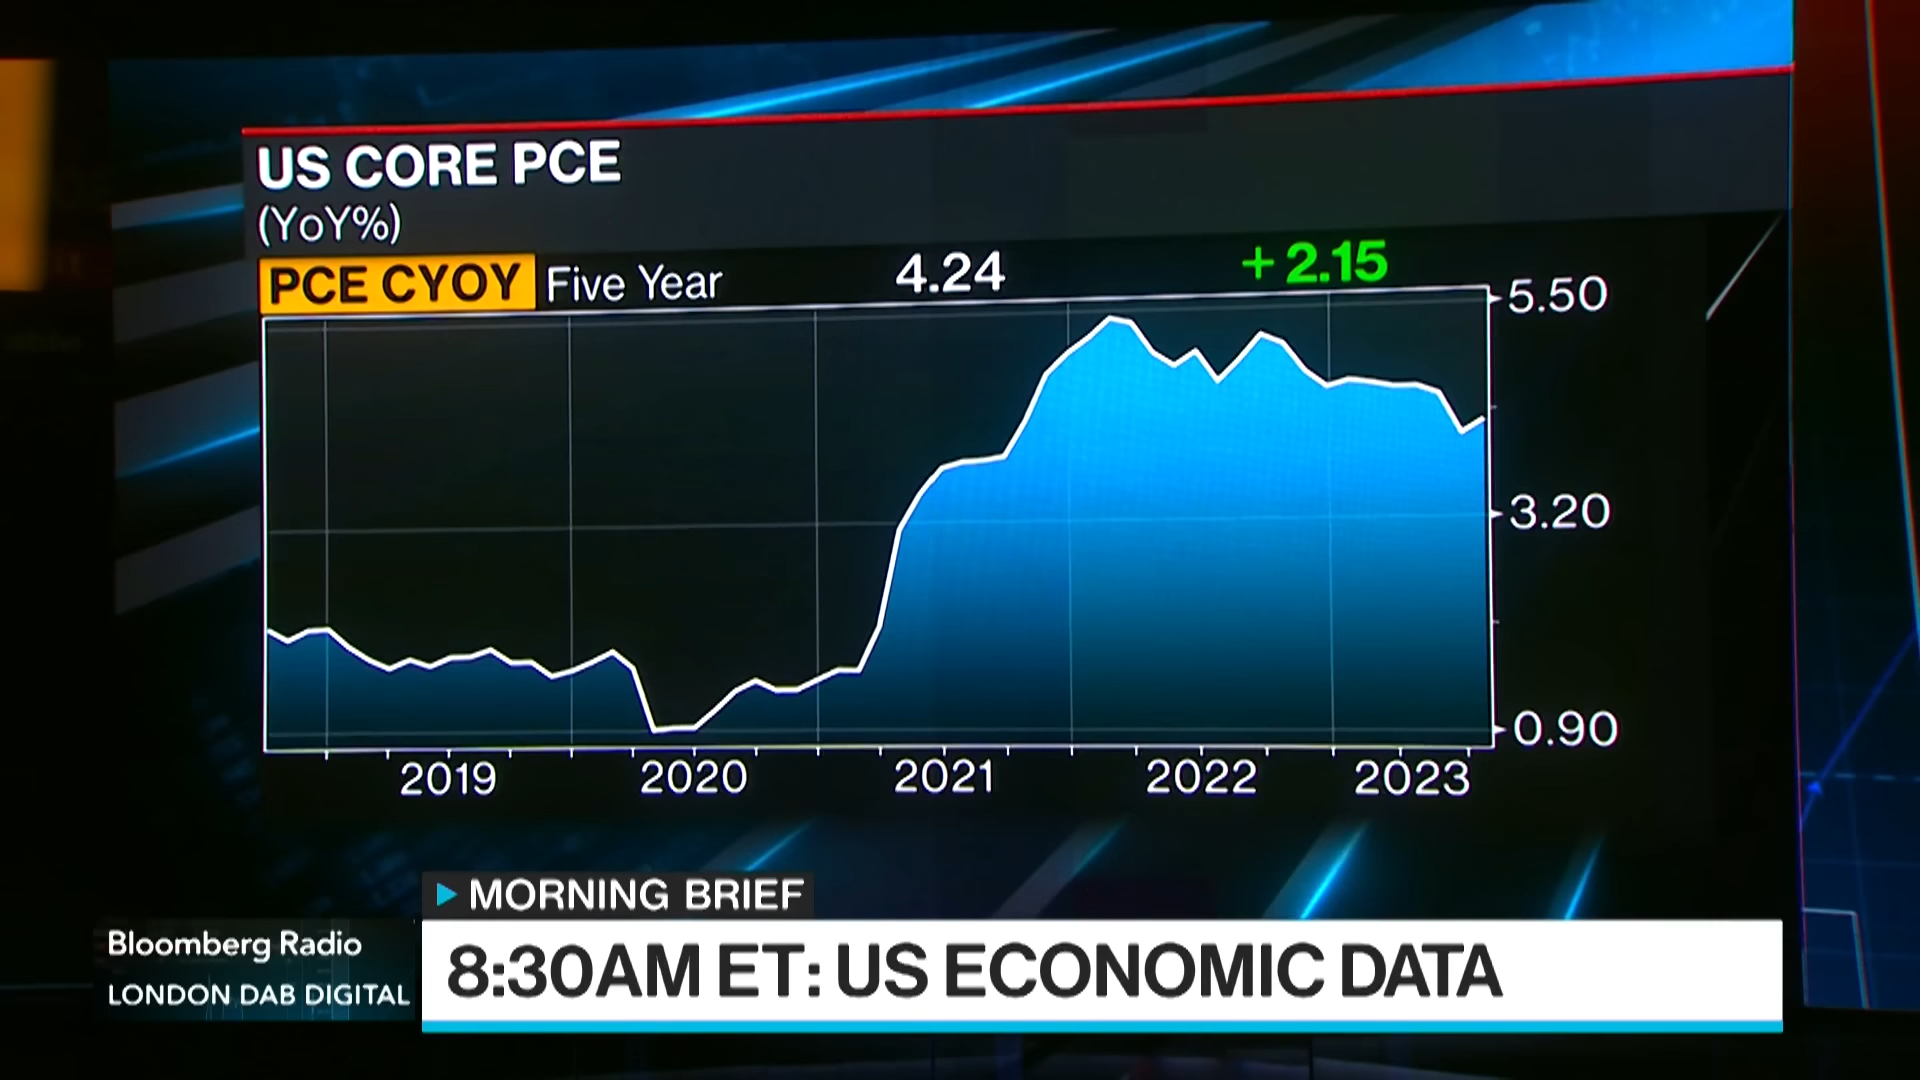 US CORE PCE
(YoY%)
PCE CYOY Five Year 4.24 +2.15
5.50
3.20
0.90
2019 2020 2021 2022 2023
MORNING BRIEF
8:30AM ET: US ECONOMIC DATA
Bloomberg Radio
LONDON DAB DIGITAL